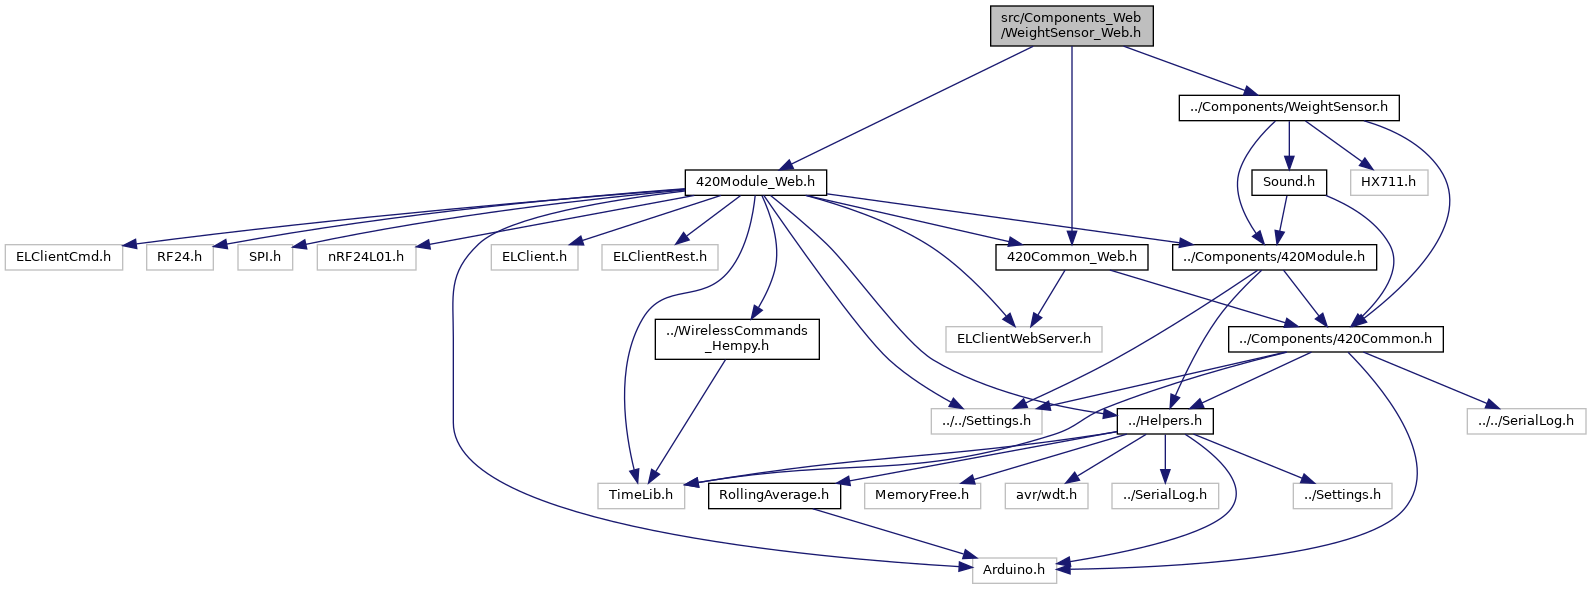 src/Components_Web
/WeightSensor_Web.h
../Components/WeightSensor.h
420Module_Web.h
Sound.h
HX711.h
ELClientCmd.h
RF24.h
SPI.h
nRF24L01.h
ELClient.h
ELClientRest.h
420Common_Web.h
../Components/420Module.h
../WirelessCommands
_Hempy.h
ELClientWebServer.h
../Components/420Common.h
../../Settings.h
../Helpers.h
../../SerialLog.h
TimeLib.h
RollingAverage.h
MemoryFree.h
avr/wdt.h
../SerialLog.h
../Settings.h
Arduino.h